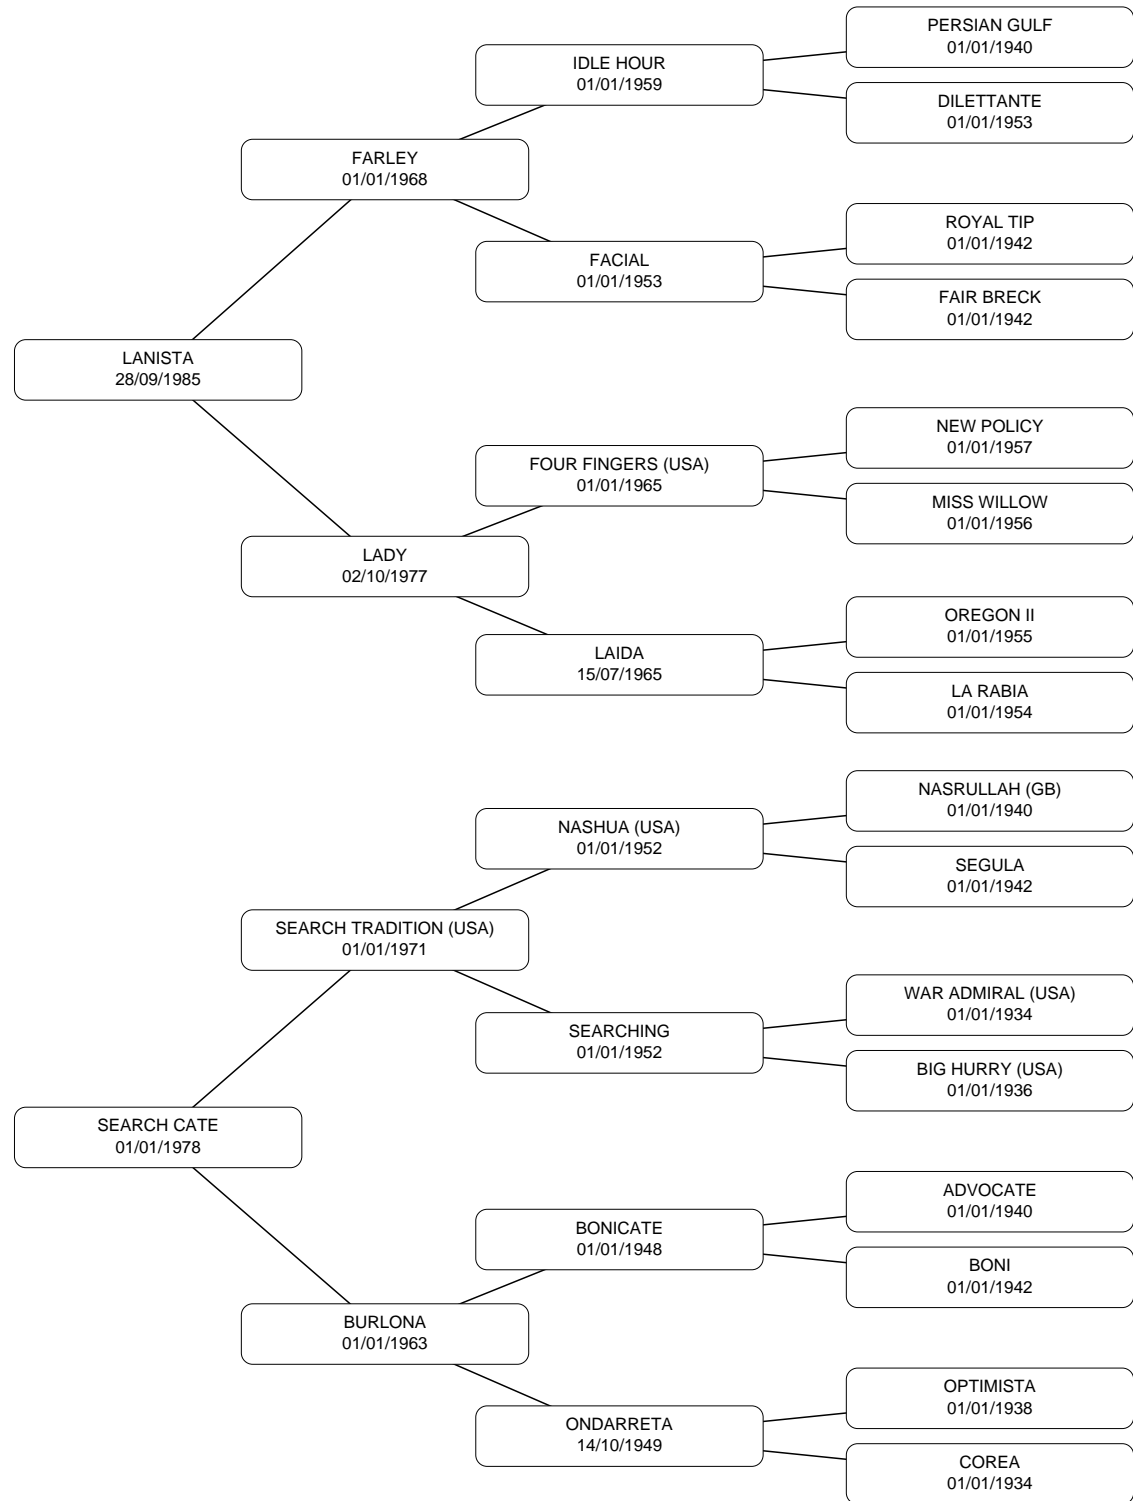 PERSIAN GULF
01/01/1940
IDLE HOUR
01/01/1959
DILETTANTE
01/01/1953
FARLEY
01/01/1968
ROYAL TIP
01/01/1942
FACIAL
01/01/1953
FAIR BRECK
01/01/1942
LANISTA
28/09/1985
NEW POLICY
01/01/1957
FOUR FINGERS (USA)
01/01/1965
MISS WILLOW
01/01/1956
LADY
02/10/1977
OREGON II
01/01/1955
LAIDA
15/07/1965
LA RABIA
01/01/1954
NASRULLAH (GB)
01/01/1940
NASHUA (USA)
01/01/1952
SEGULA
01/01/1942
SEARCH TRADITION (USA)
01/01/1971
WAR ADMIRAL (USA)
01/01/1934
SEARCHING
01/01/1952
BIG HURRY (USA)
01/01/1936
SEARCH CATE
01/01/1978
ADVOCATE
01/01/1940
BONICATE
01/01/1948
BONI
01/01/1942
BURLONA
01/01/1963
OPTIMISTA
01/01/1938
ONDARRETA
14/10/1949
COREA
01/01/1934